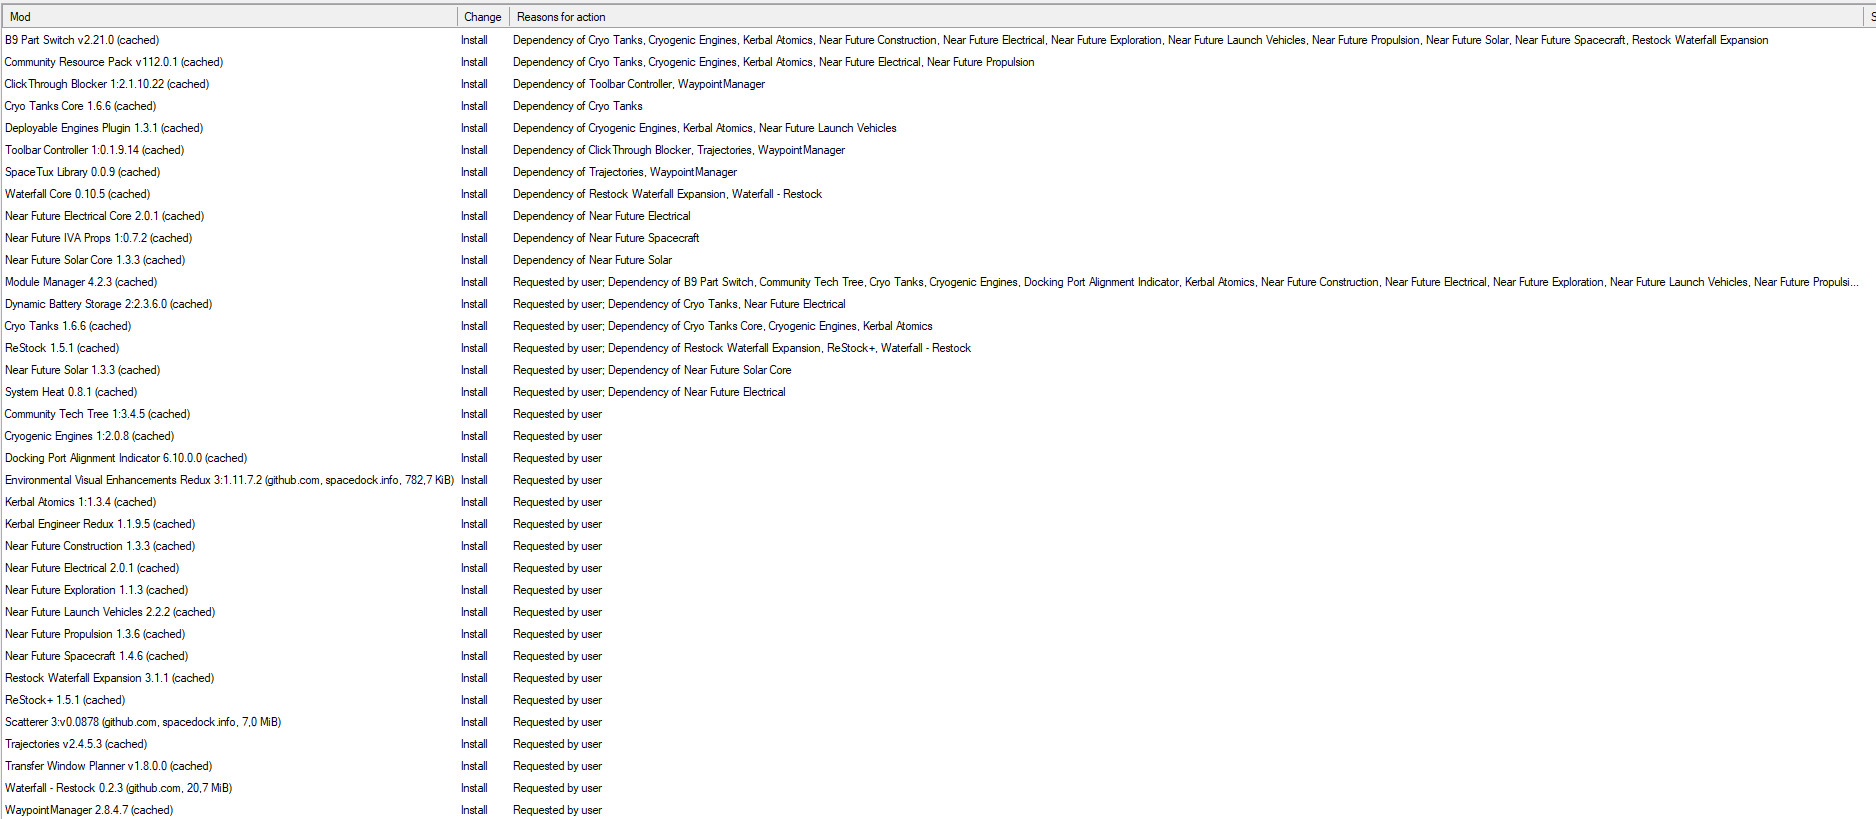 Mod Change Reasons for action S
B9 Part Switch v2.21.0 (cached) Install Dependency of Cryo Tanks, Cryogenic Engines, Kerbal Atomics, Near Future Construction, Near Future Electrical, Near Future Exploration, Near Future Launch Vehicles, Near Future Propulsion, Near Future Solar, Near Future Spacecraft, Restock Waterfall Expansion
Community Resource Pack v112.0.1 (cached) Install Dependency of Cryo Tanks, Cryogenic Engines, Kerbal Atomics, Near Future Electrical, Near Future Propulsion
ClickThrough Blocker 1:2.1.10.22 (cached) Install Dependency of Toolbar Controller, WaypointManager
Cryo Tanks Core 1.6.6 (cached) Install Dependency of Cryo Tanks
Deployable Engines Plugin 1.3.1 (cached) Install Dependency of Cryogenic Engines, Kerbal Atomics, Near Future Launch Vehicles
Toolbar Controller 1:0.1.9.14 (cached) Install Dependency of ClickThrough Blocker, Trajectories, WaypointManager
SpaceTux Library 0.0.9 (cached) Install Dependency of Trajectories, WaypointManager
Waterfall Core 0.10.5 (cached) Install Dependency of Restock Waterfall Expansion, Waterfall - Restock
Near Future Electrical Core 2.0.1 (cached) Install Dependency of Near Future Electrical
Near Future IVA Props 1:0.7.2 (cached) Install Dependency of Near Future Spacecraft
Near Future Solar Core 1.3.3 (cached) Install Dependency of Near Future Solar
Module Manager 4.2.3 (cached) Install Requested by user; Dependency of B9 Part Switch, Community Tech Tree, Cryo Tanks, Cryogenic Engines, Docking Port Alignment Indicator, Kerbal Atomics, Near Future Construction, Near Future Electrical, Near Future Exploration, Near Future Launch Vehicles, Near Future Propulsi...
Dynamic Battery Storage 2:2.3.6.0 (cached) Install Requested by user; Dependency of Cryo Tanks, Near Future Electrical
Cryo Tanks 1.6.6 (cached) Install Requested by user; Dependency of Cryo Tanks Core, Cryogenic Engines, Kerbal Atomics
ReStock 1.5.1 (cached) Install Requested by user; Dependency of Restock Waterfall Expansion, ReStock+, Waterfall - Restock
Near Future Solar 1.3.3 (cached) Install Requested by user; Dependency of Near Future Solar Core
System Heat 0.8.1 (cached) Install Requested by user; Dependency of Near Future Electrical
Community Tech Tree 1:3.4.5 (cached) Install Requested by user
Cryogenic Engines 1:2.0.8 (cached) Install Requested by user
Docking Port Alignment Indicator 6.10.0.0 (cached) Install Requested by user
Environmental Visual Enhancements Redux 3:1.11.7.2 (github.com, spacedock.info, 782,7 KiB) Install Requested by user
Kerbal Atomics 1:1.3.4 (cached) Install Requested by user
Kerbal Engineer Redux 1.1.9.5 (cached) Install Requested by user
Near Future Construction 1.3.3 (cached) Install Requested by user
Near Future Electrical 2.0.1 (cached) Install Requested by user
Near Future Exploration 1.1.3 (cached) Install Requested by user
Near Future Launch Vehicles 2.2.2 (cached) Install Requested by user
Near Future Propulsion 1.3.6 (cached) Install Requested by user
Near Future Spacecraft 1.4.6 (cached) Install Requested by user
Restock Waterfall Expansion 3.1.1 (cached) Install Requested by user
ReStock+ 1.5.1 (cached) Install Requested by user
Scatterer 3:v0.0878 (github.com, spacedock.info, 7,0 MiB) Install Requested by user
Trajectories v2.4.5.3 (cached) Install Requested by user
Transfer Window Planner v1.8.0.0 (cached) Install Requested by user
Waterfall - Restock 0.2.3 (github.com, 20,7 MiB) Install Requested by user
WaypointManager 2.8.4.7 (cached) Install Requested by user